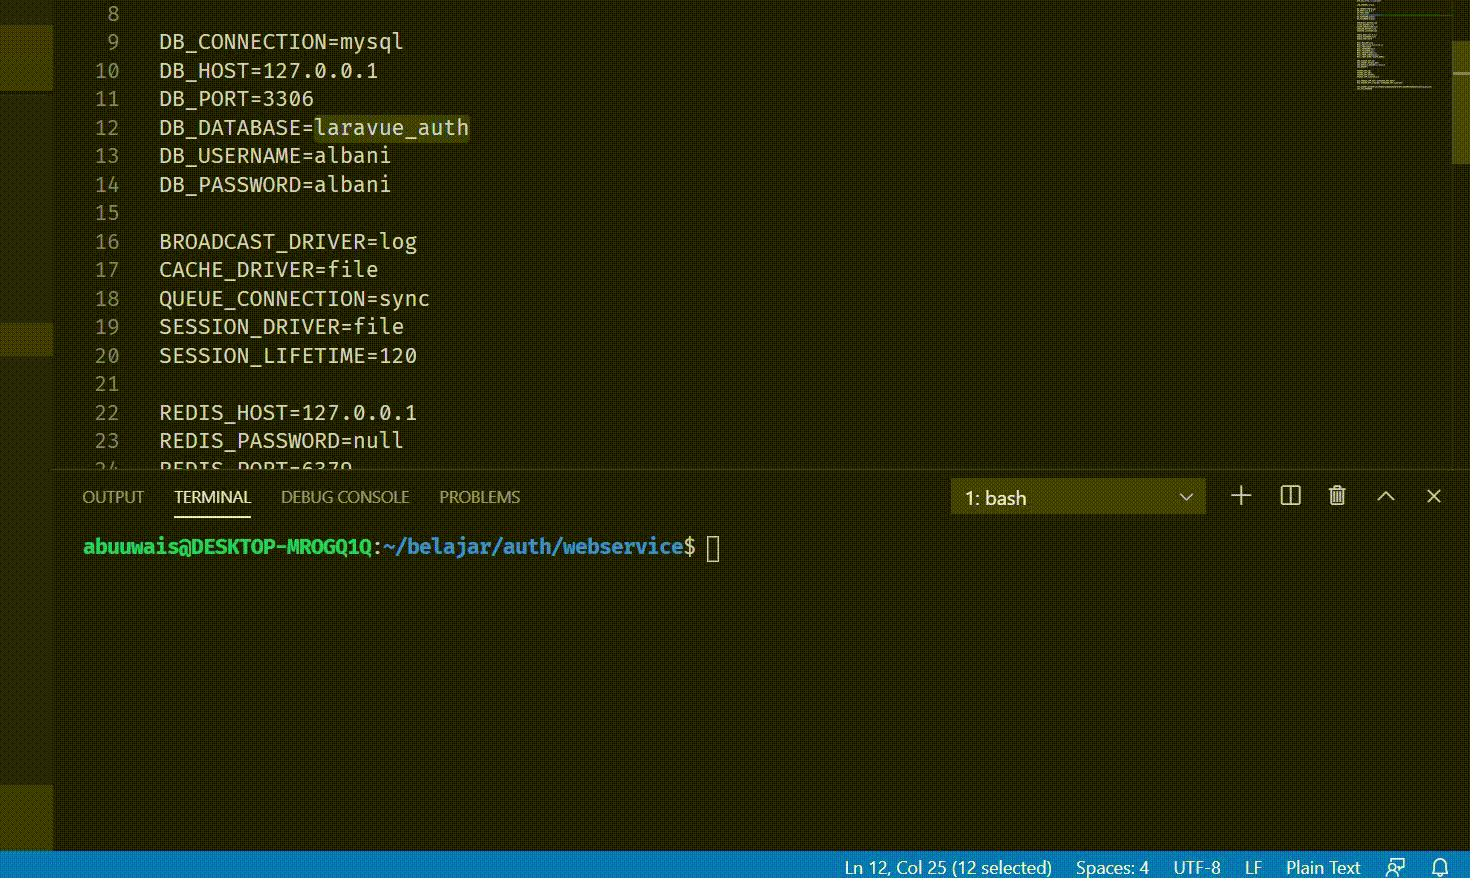 8
9 DB_CONNECTION=mysql
10 DB_HOST=127.0.0.1
11 DB_PORT=3306
12 DB_DATABASE=laravue_auth
13 DB_USERNAME=albani
14 DB_PASSWORD=albani
15
16 BROADCAST_DRIVER=log
17 CACHE_DRIVER=file
18 QUEUE_CONNECTION=sync
19 SESSION_DRIVER=file
20 SESSION_LIFETIME=120
21
22 REDIS_HOST=127.0.0.1
23 REDIS_PASSWORD=null
24 REDIS_PORT=6379
OUTPUT TERMINAL DEBUG CONSOLE PROBLEMS 1: bash
abuuwais@DESKTOP-MROGQ1Q:~/belajar/auth/webservice$
Ln 12, Col 25 (12 selected) Spaces: 4 UTF-8 LF Plain Text